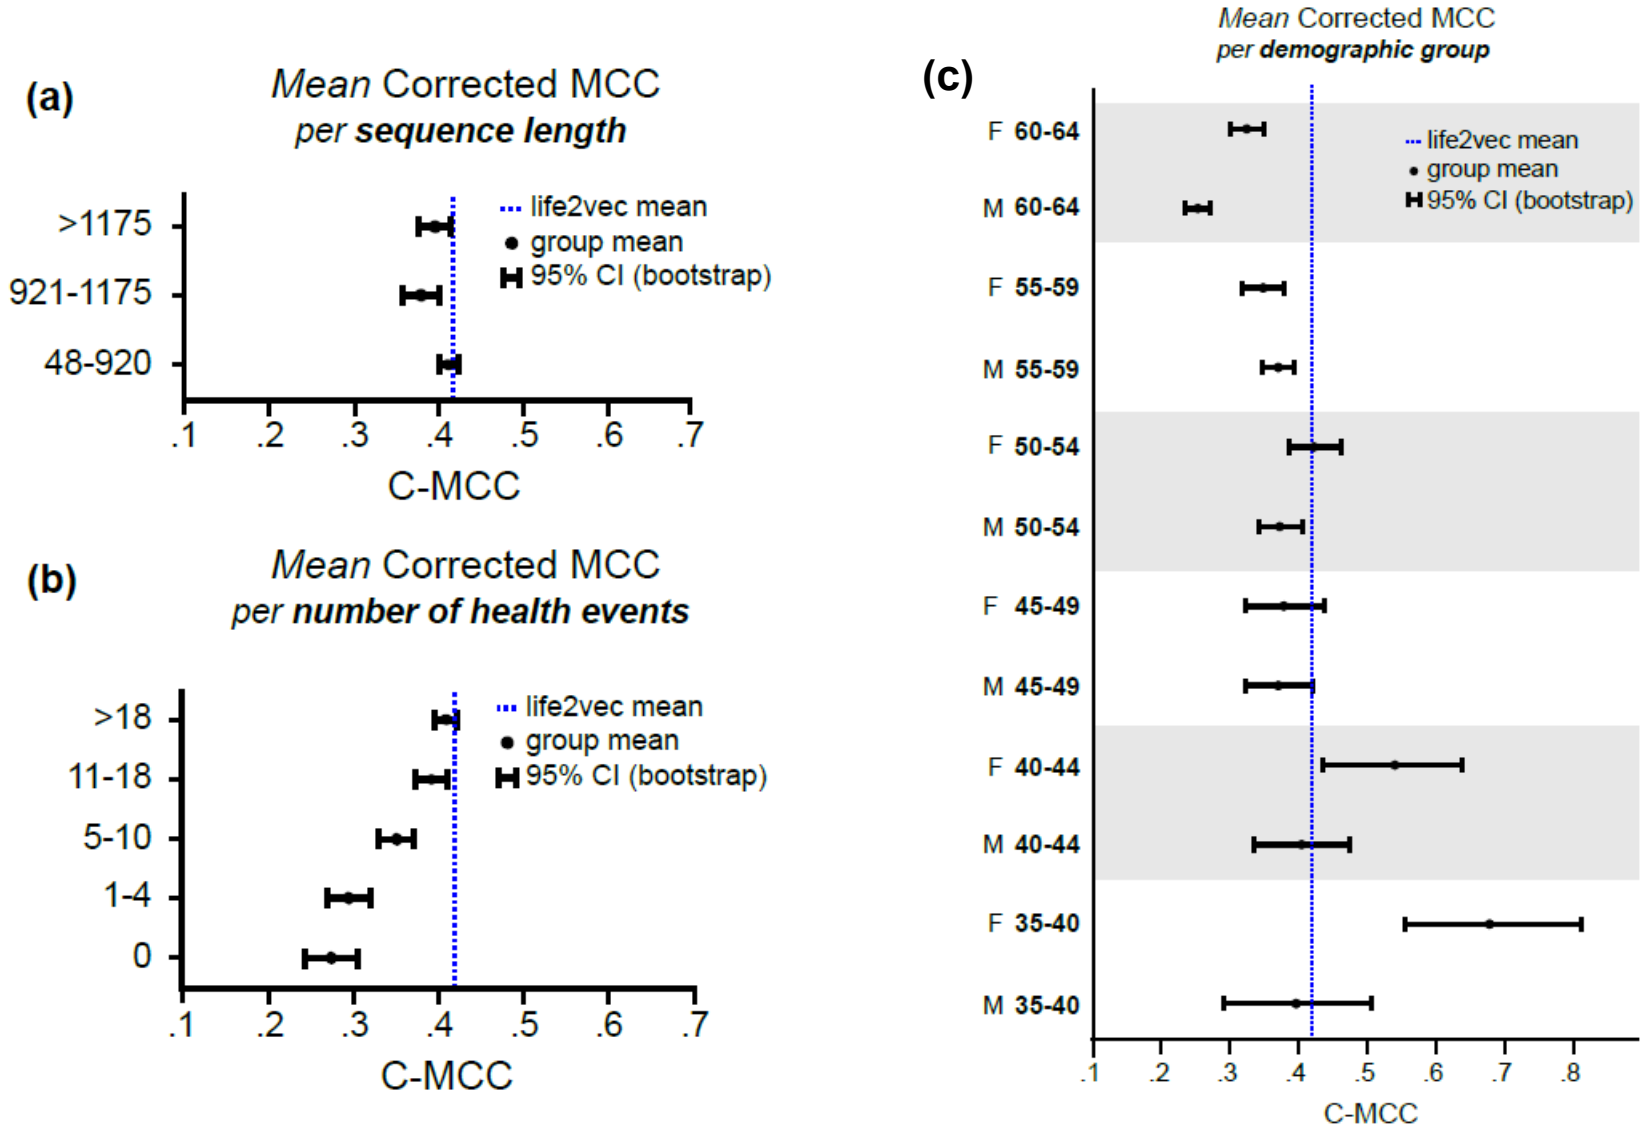 (a)
Mean Corrected MCC
per sequence length
>1175
921-1175
48-920
life2vec mean
group mean
95% CI (bootstrap)
.1 .2 .3 .4 .5 .6 .7
C-MCC
(b)
Mean Corrected MCC
per number of health events
>18
11-18
5-10
1-4
0
life2vec mean
group mean
95% CI (bootstrap)
.1 .2 .3 .4 .5 .6 .7
C-MCC
(c)
Mean Corrected MCC
per demographic group
F 60-64
M 60-64
F 55-59
M 55-59
F 50-54
M 50-54
F 45-49
M 45-49
F 40-44
M 40-44
F 35-40
M 35-40
life2vec mean
group mean
95% CI (bootstrap)
.1 .2 .3 .4 .5 .6 .7 .8
C-MCC